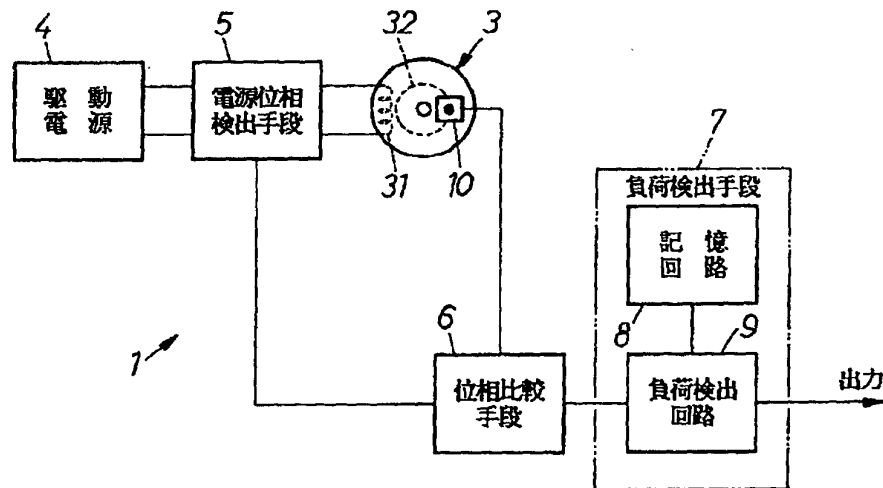 4
5
32
3
駆動
電源
電源位相
検出手段
31
10
7
負荷検出手段
記憶
回路
8
9
6
1
位相比較
手段
負荷検出
回路
出力